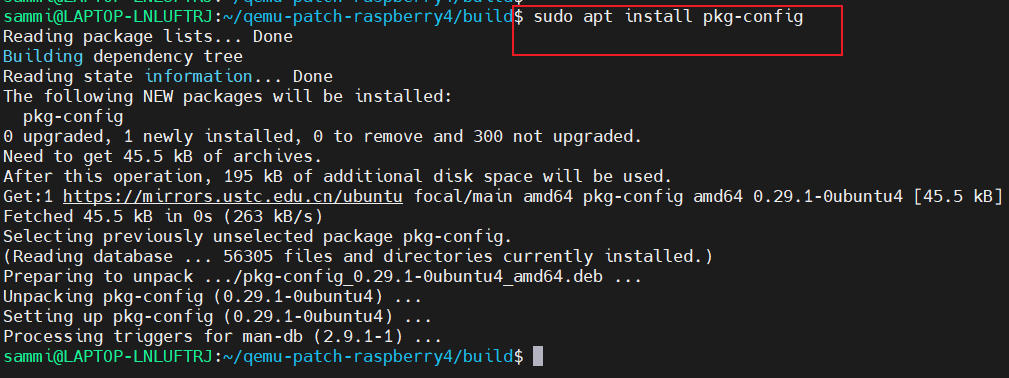 sammi@LAPTOP-LNLUFTRJ:~/qemu-patch-raspberry4/build$ sudo apt install pkg-config
Reading package lists... Done
Building dependency tree
Reading state information... Done
The following NEW packages will be installed:
  pkg-config
0 upgraded, 1 newly installed, 0 to remove and 300 not upgraded.
Need to get 45.5 kB of archives.
After this operation, 195 kB of additional disk space will be used.
Get:1 https://mirrors.ustc.edu.cn/ubuntu focal/main amd64 pkg-config amd64 0.29.1-0ubuntu4 [45.5 kB]
Fetched 45.5 kB in 0s (263 kB/s)
Selecting previously unselected package pkg-config.
(Reading database ... 56305 files and directories currently installed.)
Preparing to unpack .../pkg-config_0.29.1-0ubuntu4_amd64.deb ...
Unpacking pkg-config (0.29.1-0ubuntu4) ...
Setting up pkg-config (0.29.1-0ubuntu4) ...
Processing triggers for man-db (2.9.1-1) ...
sammi@LAPTOP-LNLUFTRJ:~/qemu-patch-raspberry4/build$